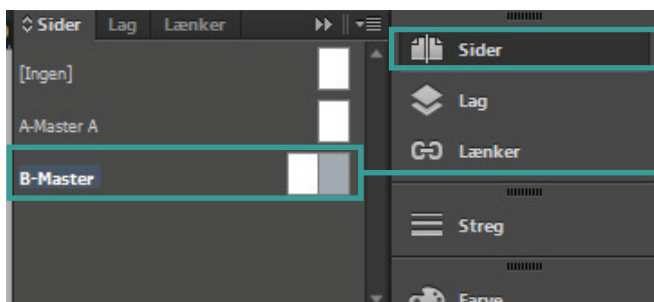 Sider Lag Lænker
[Ingen]
A-Master A
B-Master
Sider
Lag
Lænker
Streg
Farve